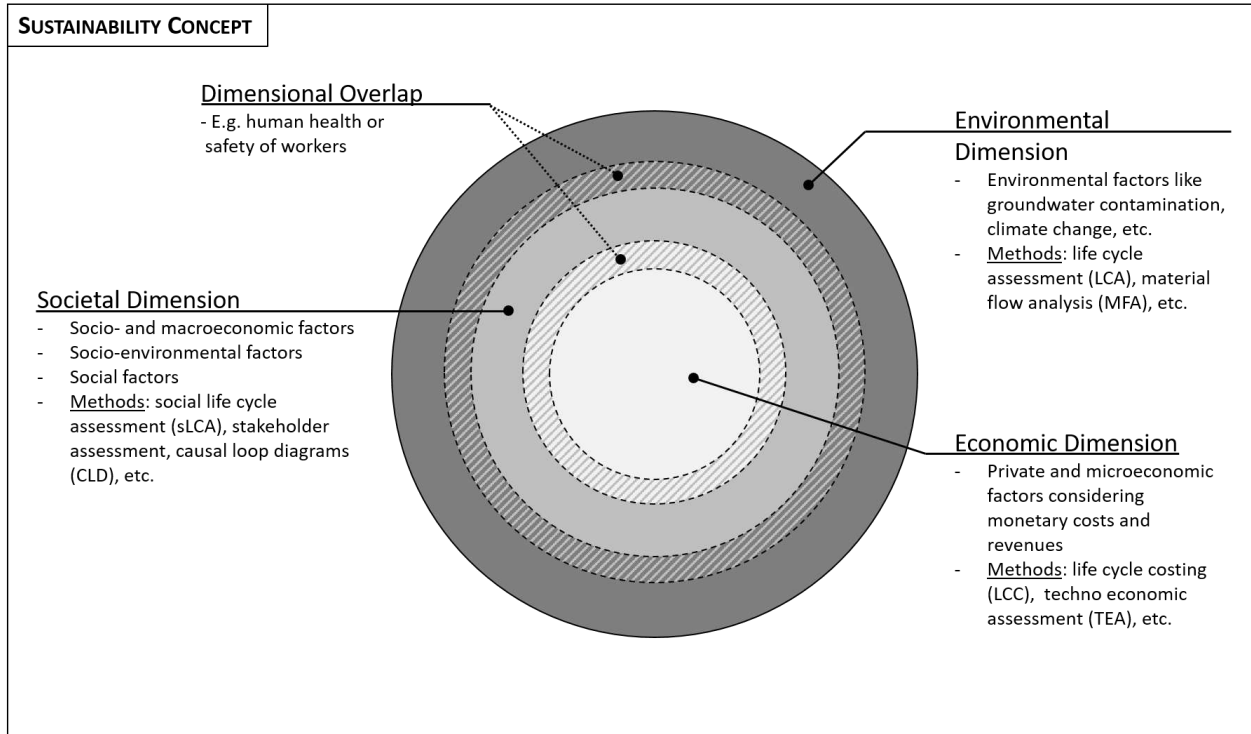 SUSTAINABILITY CONCEPT
Dimensional Overlap
- E.g. human health or
safety of workers
Environmental
Dimension
- Environmental factors like
groundwater contamination,
climate change, etc.
- Methods: life cycle
assessment (LCA), material
flow analysis (MFA), etc.
Societal Dimension
- Socio- and macroeconomic factors
- Socio-environmental factors
- Social factors
- Methods: social life cycle
assessment (sLCA), stakeholder
assessment, causal loop diagrams
(CLD), etc.
Economic Dimension
- Private and microeconomic
factors considering
monetary costs and
revenues
- Methods: life cycle costing
(LCC), techno economic
assessment (TEA), etc.